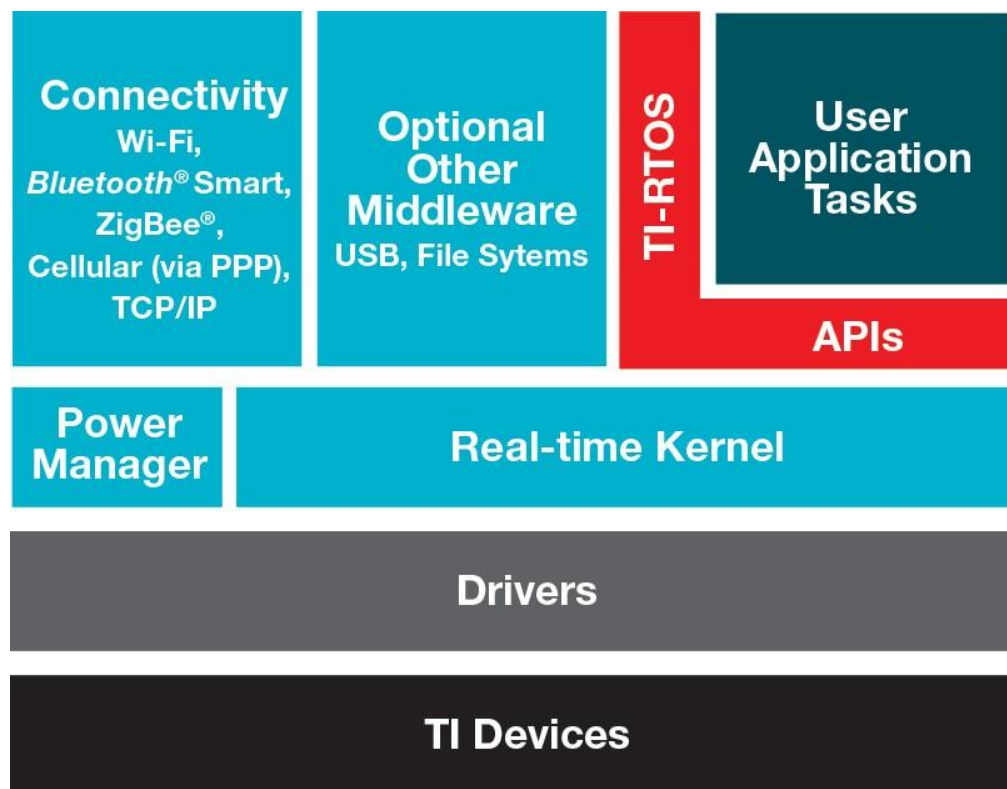 Connectivity
Wi-Fi,
Bluetooth® Smart,
ZigBee®,
Cellular (via PPP),
TCP/IP
Optional
Other
Middleware
USB, File Sytems
TI-RTOS
User
Application
Tasks
APIs
Power
Manager
Real-time Kernel
Drivers
TI Devices